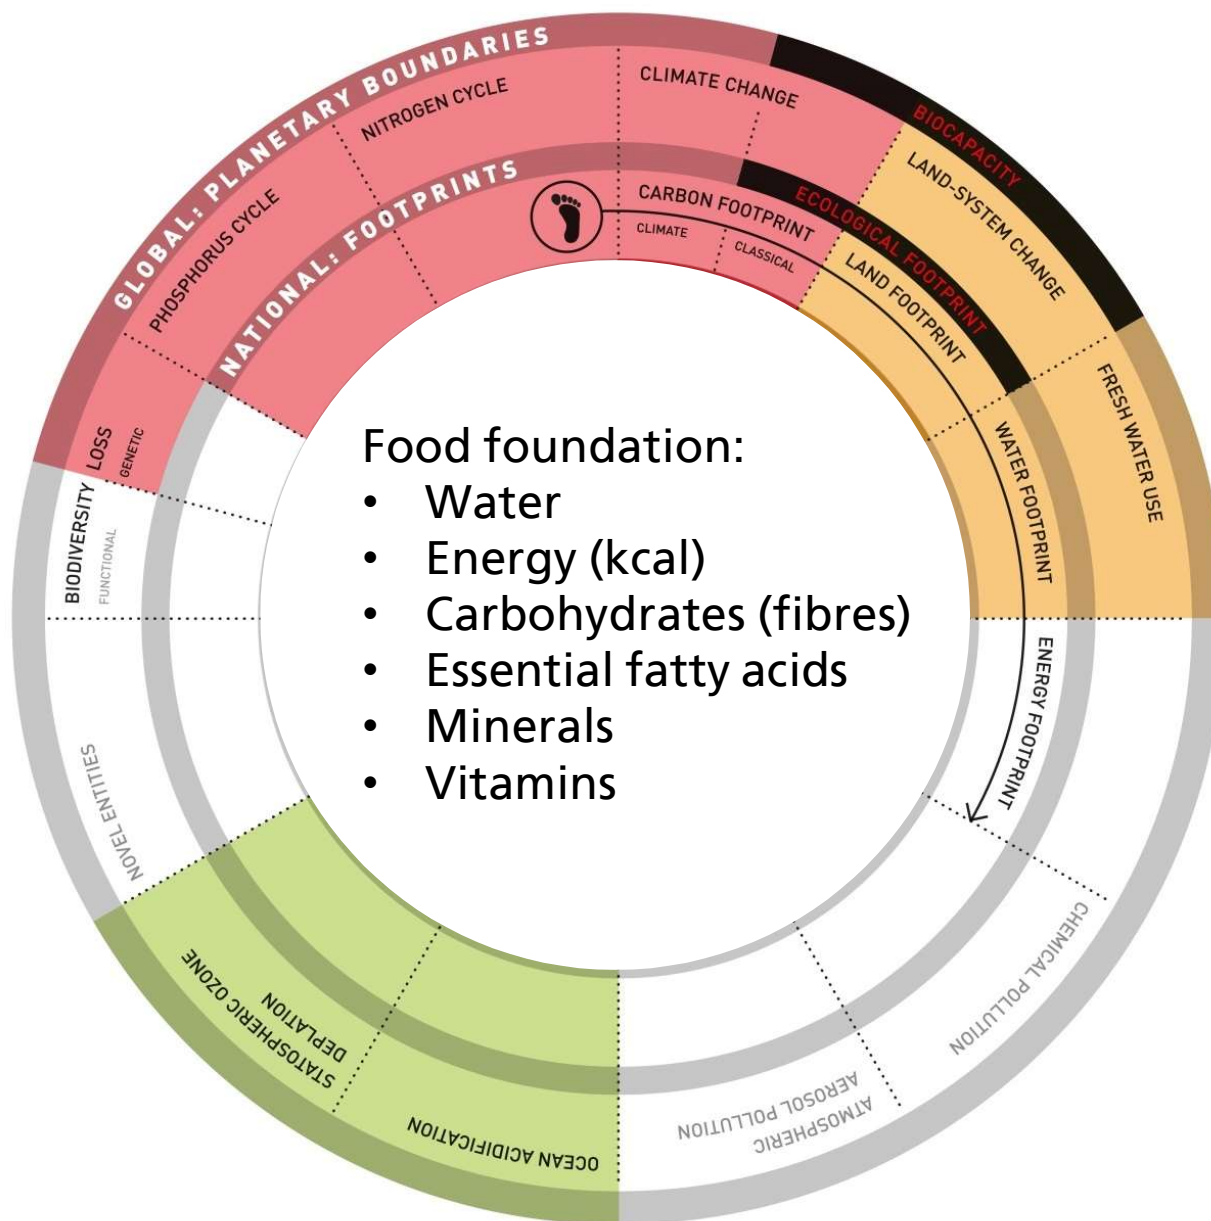 GLOBAL: PLANETARY BOUNDARIES
BIOCAPACITY
NITROGEN CYCLE
CLIMATE CHANGE
LAND-SYSTEM CHANGE
FRESH WATER USE
PHOSPHORUS CYCLE
NATIONAL: FOOTPRINTS
ECOLOGICAL FOOTPRINT
CARBON FOOTPRINT
CLIMATE
CLASSICAL
LAND FOOTPRINT
WATER FOOTPRINT
ENERGY FOOTPRINT
BIODIVERSITY LOSS
FUNCTIONAL
GENETIC
Food foundation:
• Water
• Energy (kcal)
• Carbohydrates (fibres)
• Essential fatty acids
• Minerals
• Vitamins
NOVEL ENTITIES
STATOSPHERIC OZONE
DEPLATION
OCEAN ACIDIFICATION
ATMOSPHERIC
AEROSOL POLLUTION
CHEMICAL POLLUTION